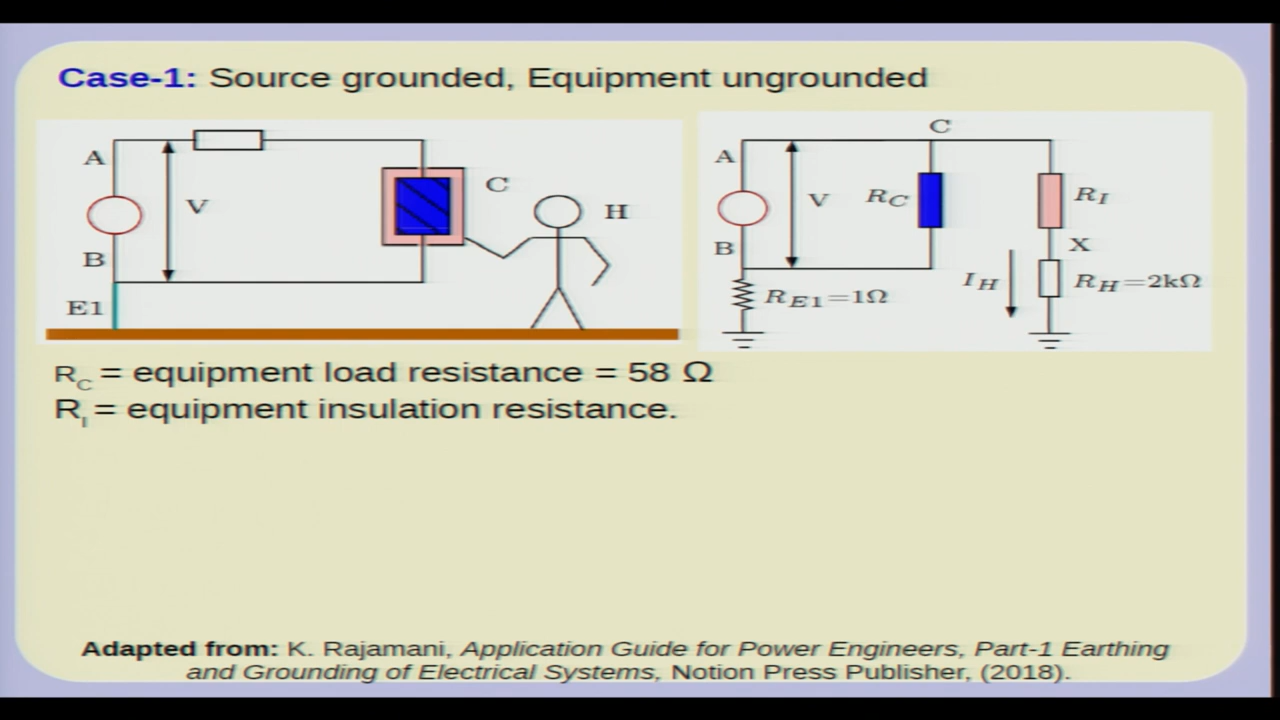 Case-1: Source grounded, Equipment ungrounded
A
V
B
E1
C
H
C
A
V
B
R_C
R_I
X
I_H
R_H=2kΩ
R_E1=1Ω
R_C = equipment load resistance = 58 Ω
R_I = equipment insulation resistance.
Adapted from: K. Rajamani, Application Guide for Power Engineers, Part-1 Earthing
and Grounding of Electrical Systems, Notion Press Publisher, (2018).